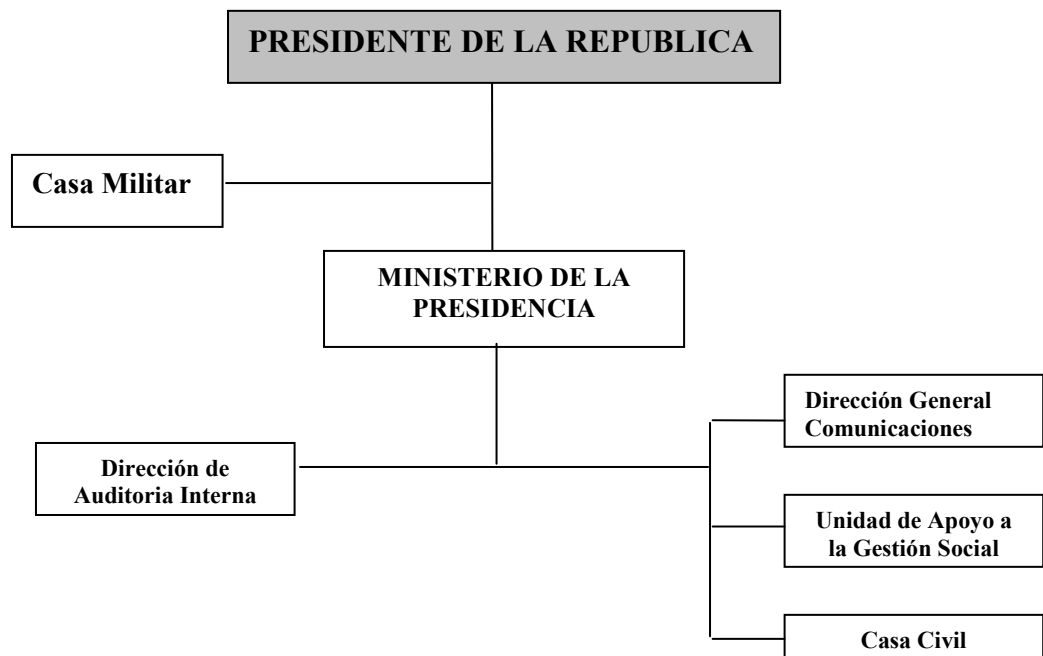 PRESIDENTE DE LA REPUBLICA
Casa Militar
MINISTERIO DE LA
PRESIDENCIA
Dirección General
Comunicaciones
Dirección de
Auditoria Interna
Unidad de Apoyo a
la Gestión Social
Casa Civil